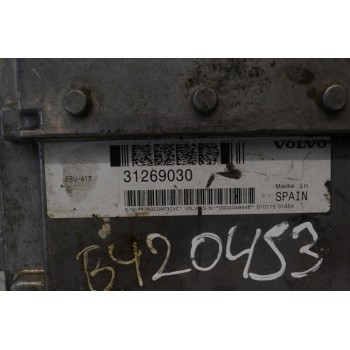 VOLVO
ESU-417
31269030
Made in
SPAIN
B420453